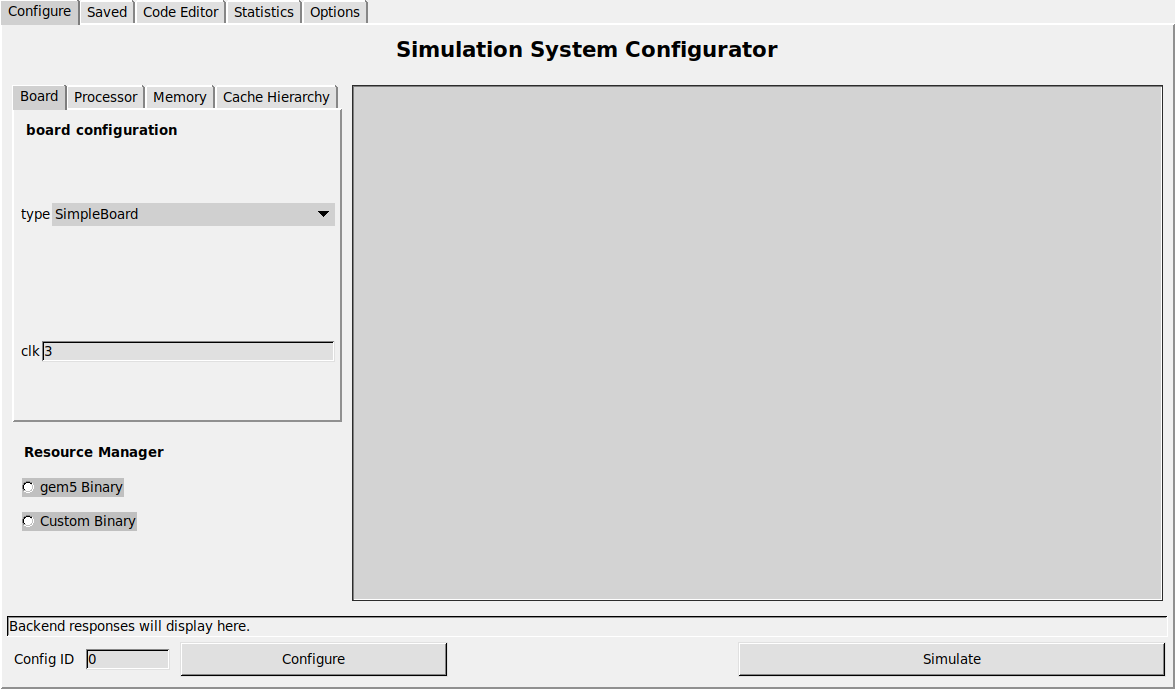 Configure Saved Code Editor Statistics Options
Simulation System Configurator
Board Processor Memory Cache Hierarchy
board configuration
type SimpleBoard
clk 3
Resource Manager
gem5 Binary
Custom Binary
Backend responses will display here.
Config ID 0 Configure Simulate